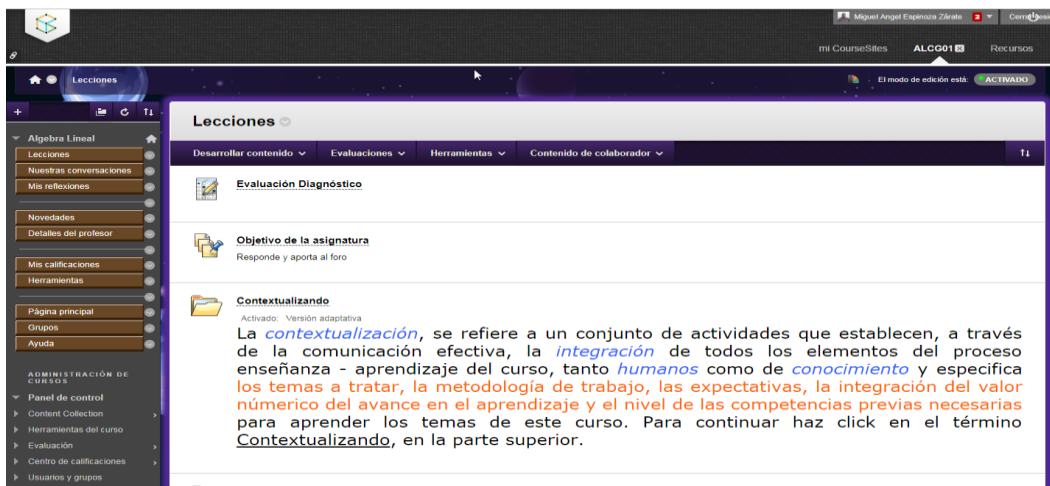 Miguel Angel Espinoza Zárate 2
mi CourseSites ALCG01 Recursos
Lecciones
El modo de edición está: ACTIVADO
Algebra Lineal
Lecciones
Nuestras conversaciones
Mis reflexiones
Novedades
Detalles del profesor
Mis calificaciones
Herramientas
Página principal
Grupos
Ayuda
ADMINISTRACIÓN DE
CURSOS
Panel de control
Content Collection
Herramientas del curso
Evaluación
Centro de calificaciones
Usuarios y grupos
Lecciones
Desarrollar contenido Evaluaciones Herramientas Contenido de colaborador
Evaluación Diagnóstico
Objetivo de la asignatura
Responde y aporta al foro
Contextualizando
Activado: Versión adaptativa
La contextualización, se refiere a un conjunto de actividades que establecen, a través
de la comunicación efectiva, la integración de todos los elementos del proceso
enseñanza - aprendizaje del curso, tanto humanos como de conocimiento y especifica
los temas a tratar, la metodología de trabajo, las expectativas, la integración del valor
númerico del avance en el aprendizaje y el nivel de las competencias previas necesarias
para aprender los temas de este curso. Para continuar haz click en el término
Contextualizando, en la parte superior.